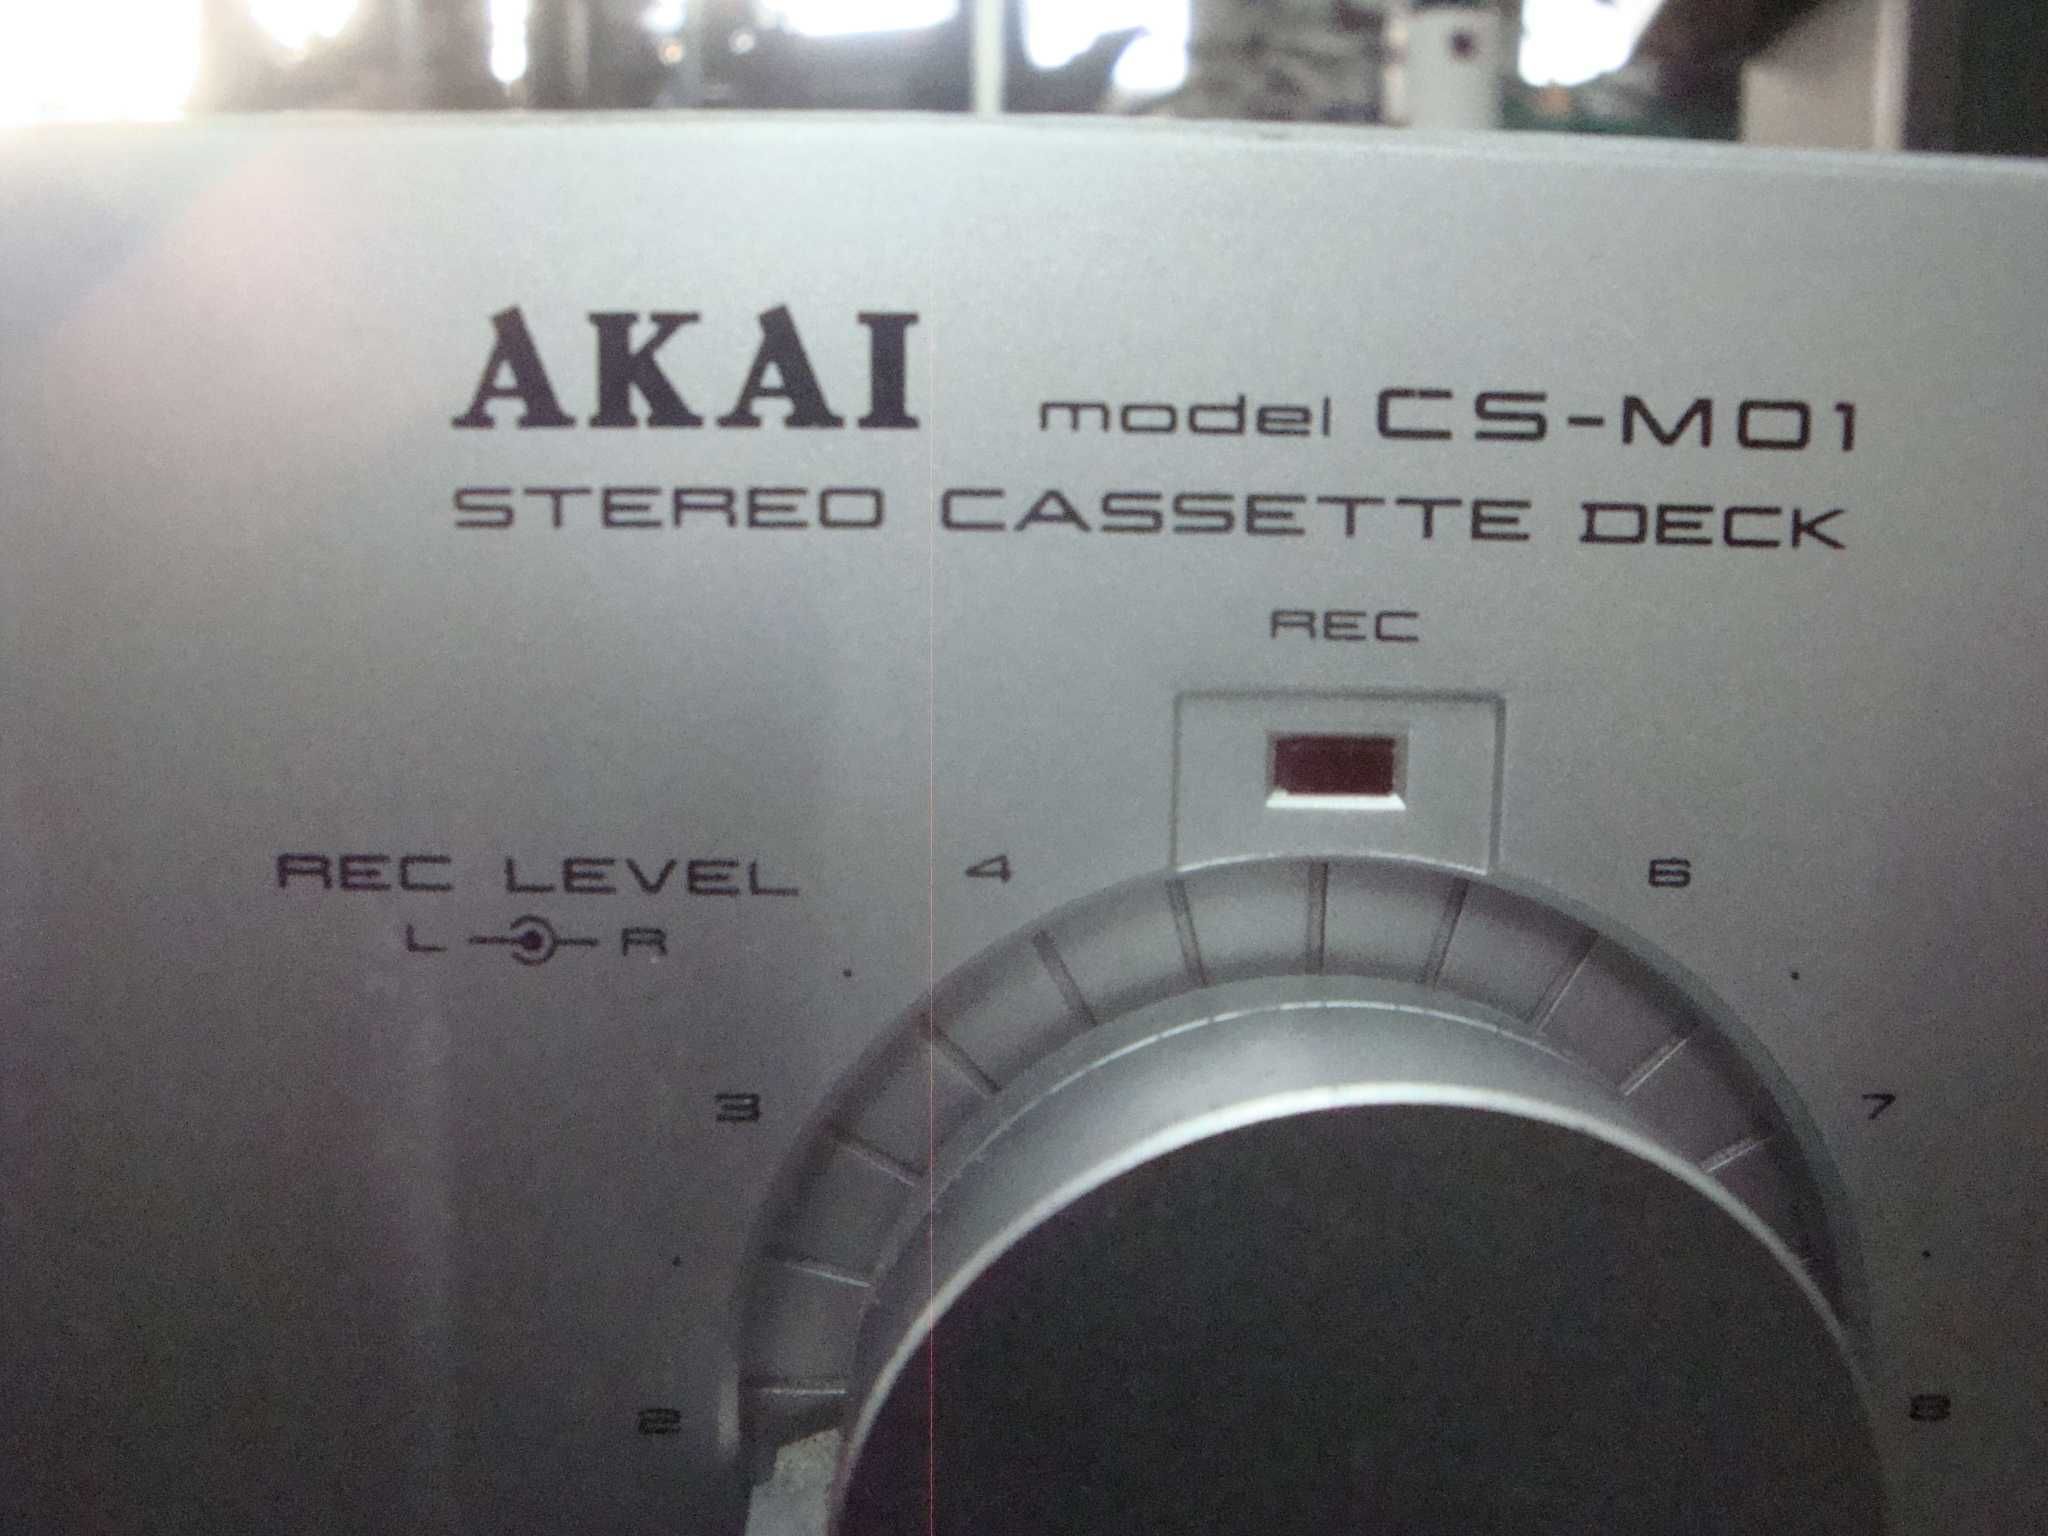 AKAI model CS-M01
STEREO CASSETTE DECK
REC
REC LEVEL
L R
4
6
3
7
2
8